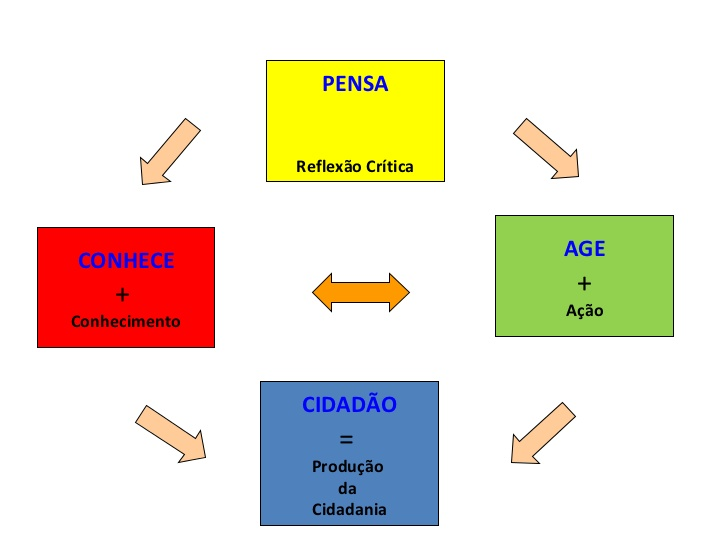 PENSA
Reflexão Crítica
CONHECE
+
Conhecimento
AGE
+
Ação
CIDADÃO
=
Produção
da
Cidadania